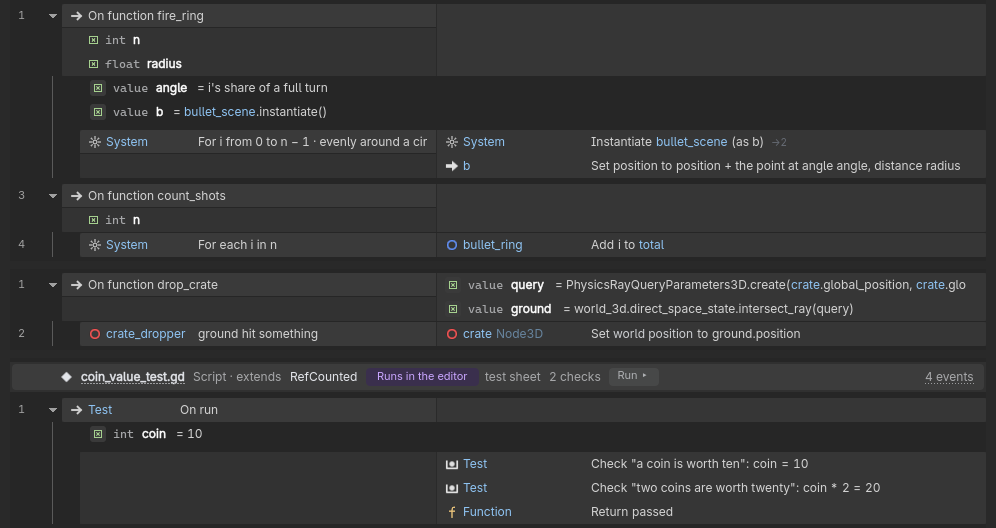 1 → On function fire_ring
int n
float radius
value angle = i's share of a full turn
value b = bullet_scene.instantiate()
System For i from 0 to n − 1 · evenly around a cir System Instantiate bullet_scene (as b) →2
→ b Set position to position + the point at angle angle, distance radius
3 → On function count_shots
int n
4 System For each i in n bullet_ring Add i to total
1 → On function drop_crate value query = PhysicsRayQueryParameters3D.create(crate.global_position, crate.glo
value ground = world_3d.direct_space_state.intersect_ray(query)
2 crate_dropper ground hit something crate Node3D Set world position to ground.position
coin_value_test.gd Script · extends RefCounted Runs in the editor test sheet 2 checks Run ▸ 4 events
1 → Test On run
int coin = 10
Test Check "a coin is worth ten": coin = 10
Test Check "two coins are worth twenty": coin * 2 = 20
f Function Return passed